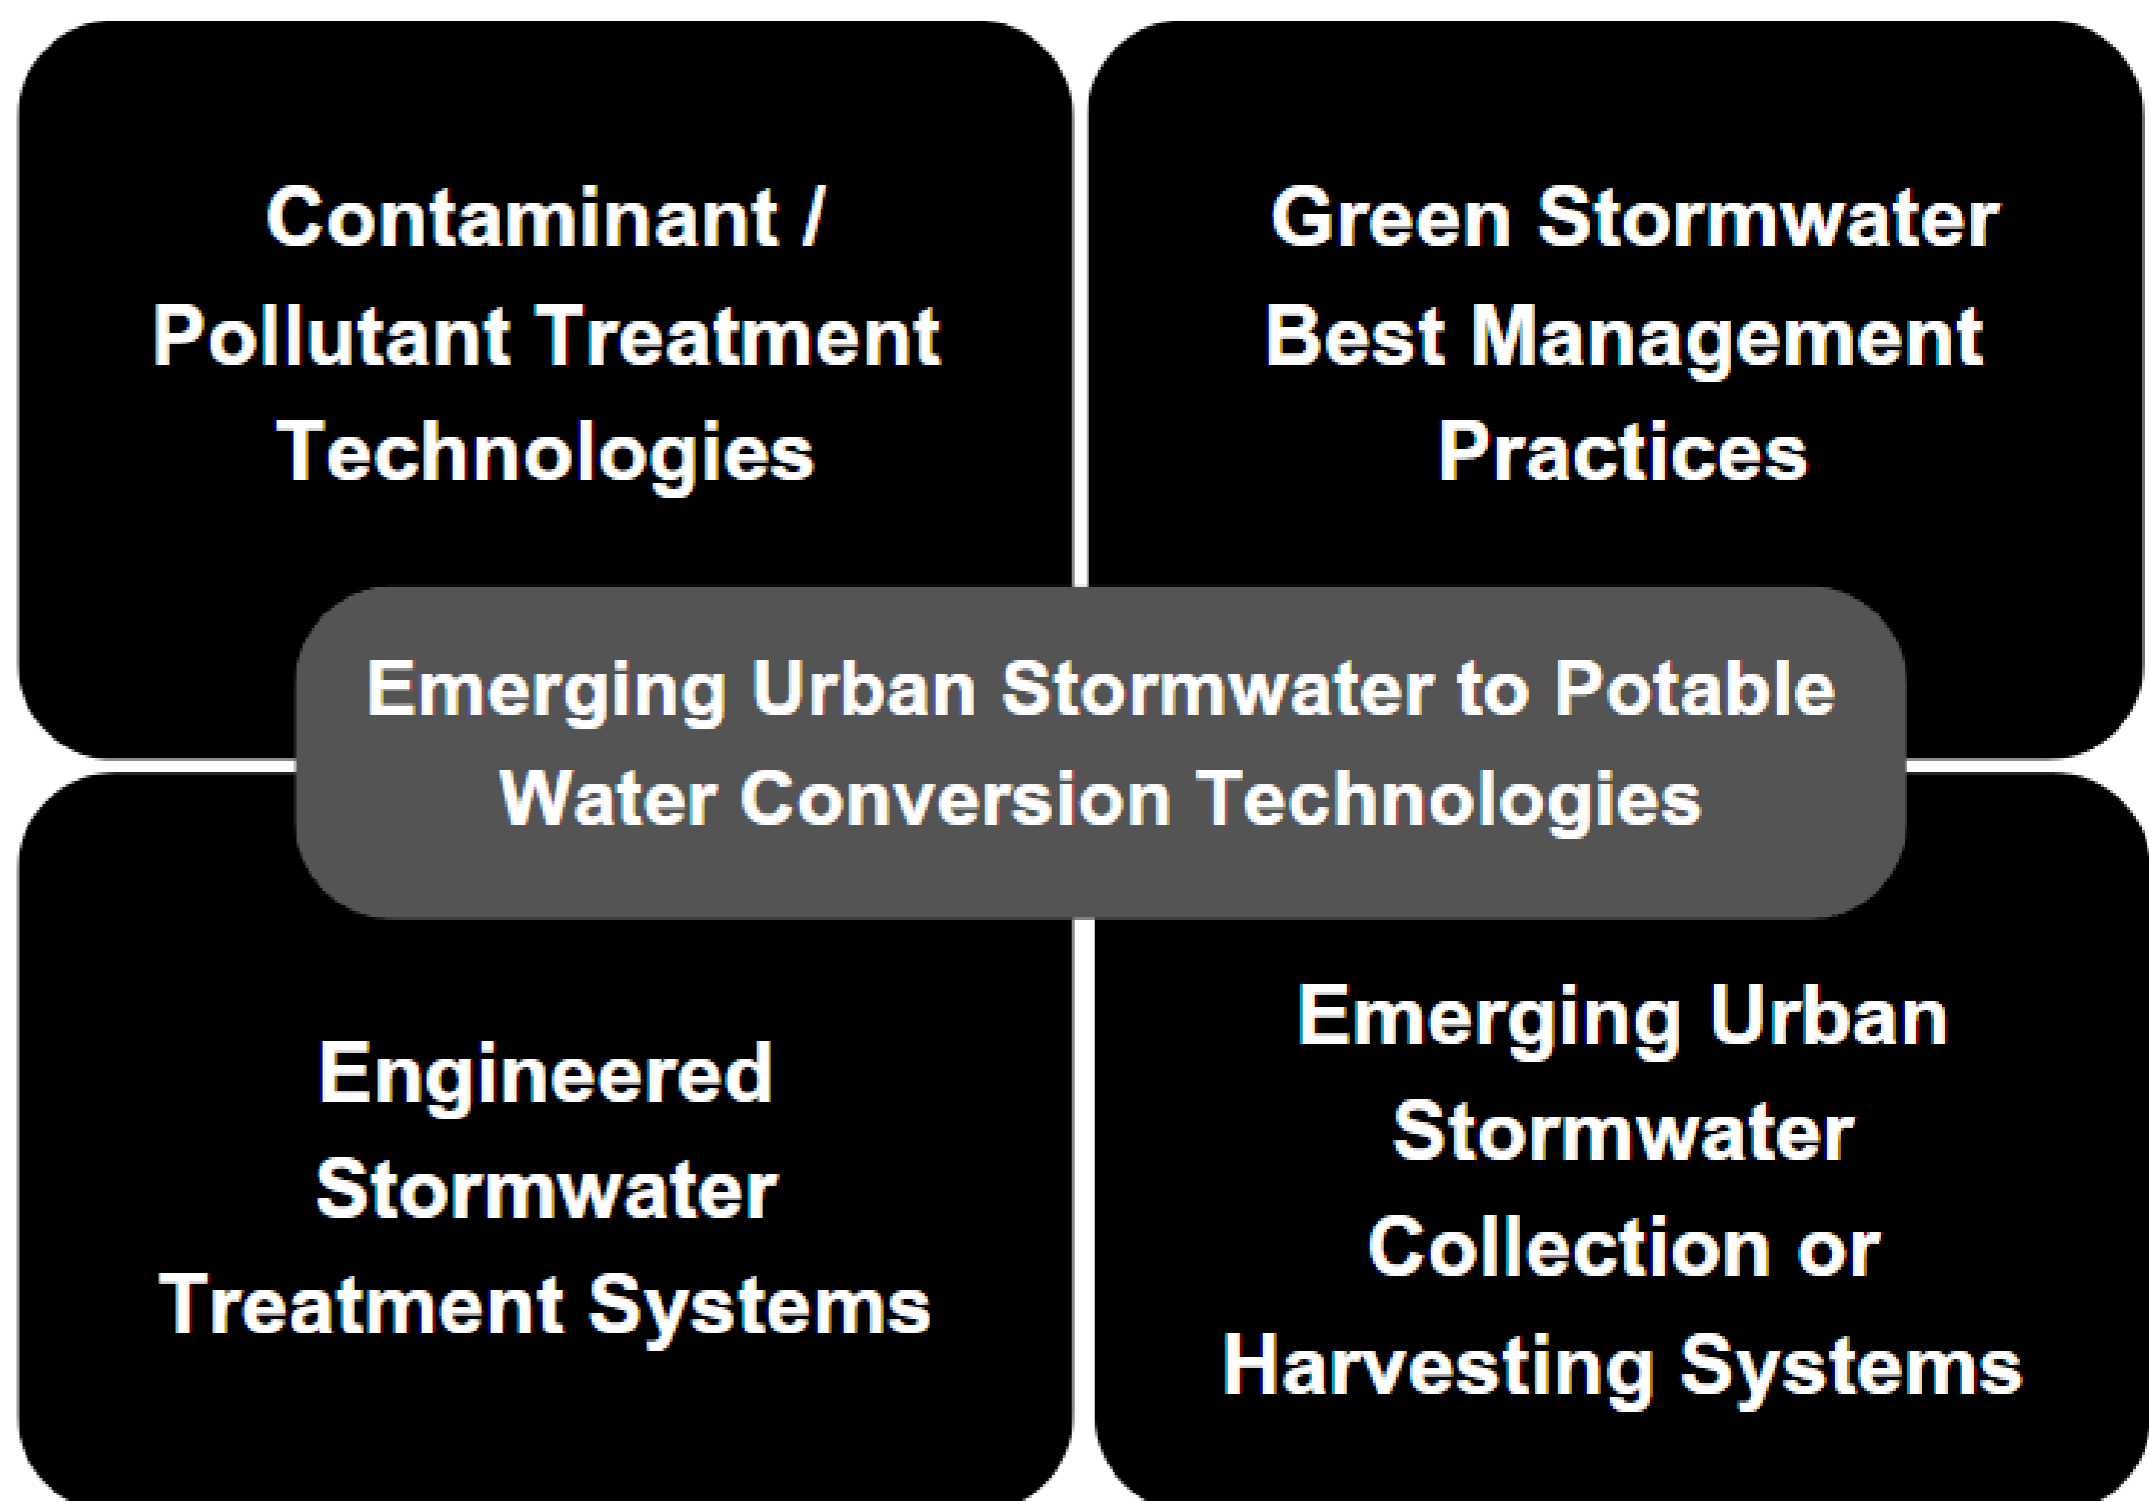 Contaminant /
Pollutant Treatment
Technologies
Green Stormwater
Best Management
Practices
Emerging Urban Stormwater to Potable
Water Conversion Technologies
Engineered
Stormwater
Treatment Systems
Emerging Urban
Stormwater
Collection or
Harvesting Systems